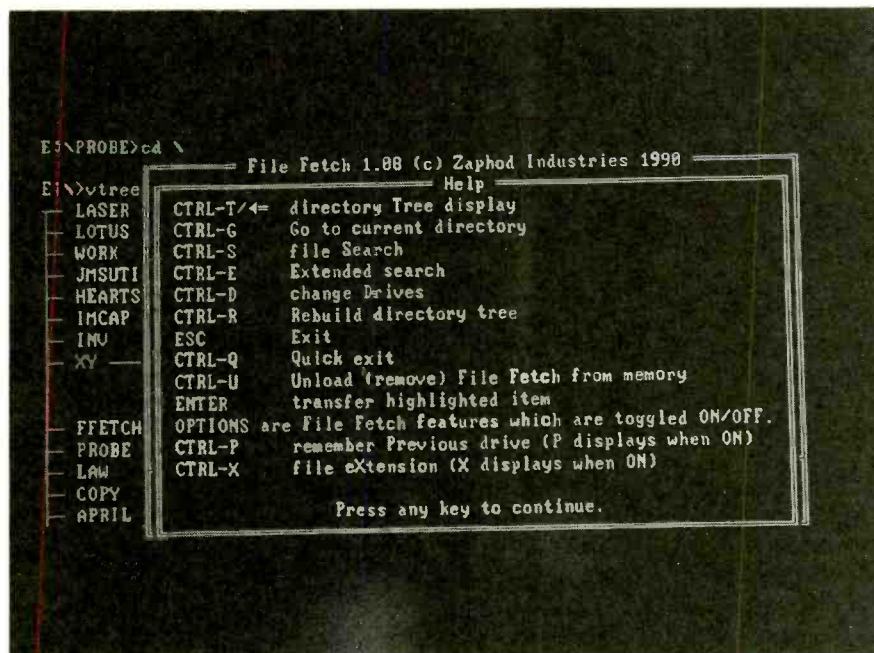 E:\PROBE>cd \
File Fetch 1.08 (c) Zaphod Industries 1990
E:\>vtree
Help
LASER
LOTUS
WORK
JMSUTI
HEARTS
IMCAP
INV
XY
FFETCH
PROBE
LAW
COPY
APRIL
CTRL-T/◄= directory Tree display
CTRL-G Go to current directory
CTRL-S file Search
CTRL-E Extended search
CTRL-D change Drives
CTRL-R Rebuild directory tree
ESC Exit
CTRL-Q Quick exit
CTRL-U Unload (remove) File Fetch from memory
ENTER transfer highlighted item
OPTIONS are File Fetch features which are toggled ON/OFF.
CTRL-P remember Previous drive (P displays when ON)
CTRL-X file eXtension (X displays when ON)
Press any key to continue.